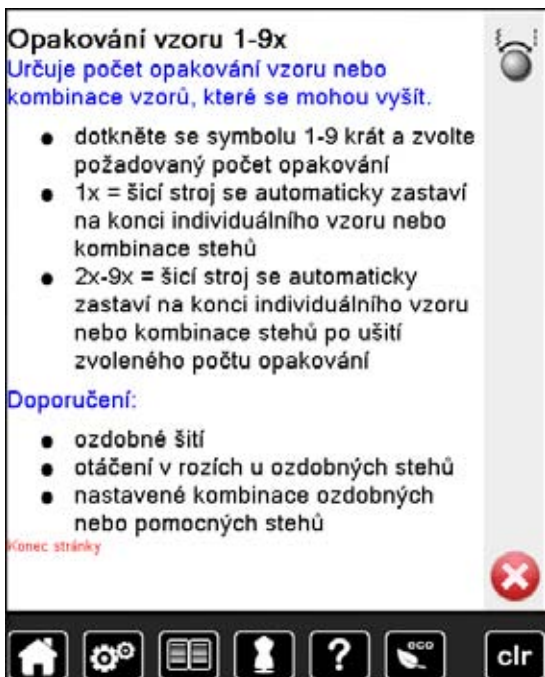 Opakování vzoru 1-9x
Určuje počet opakování vzoru nebo
kombinace vzorů, které se mohou vyšít.
● dotkněte se symbolu 1-9 krát a zvolte
požadovaný počet opakování
● 1x = šicí stroj se automaticky zastaví
na konci individuálního vzoru nebo
kombinace stehů
● 2x-9x = šicí stroj se automaticky
zastaví na konci individuálního vzoru
nebo kombinace stehů po ušití
zvoleného počtu opakování
Doporučení:
● ozdobné šití
● otáčení v rozích u ozdobných stehů
● nastavené kombinace ozdobných
nebo pomocných stehů
Konec stránky
? eco clr